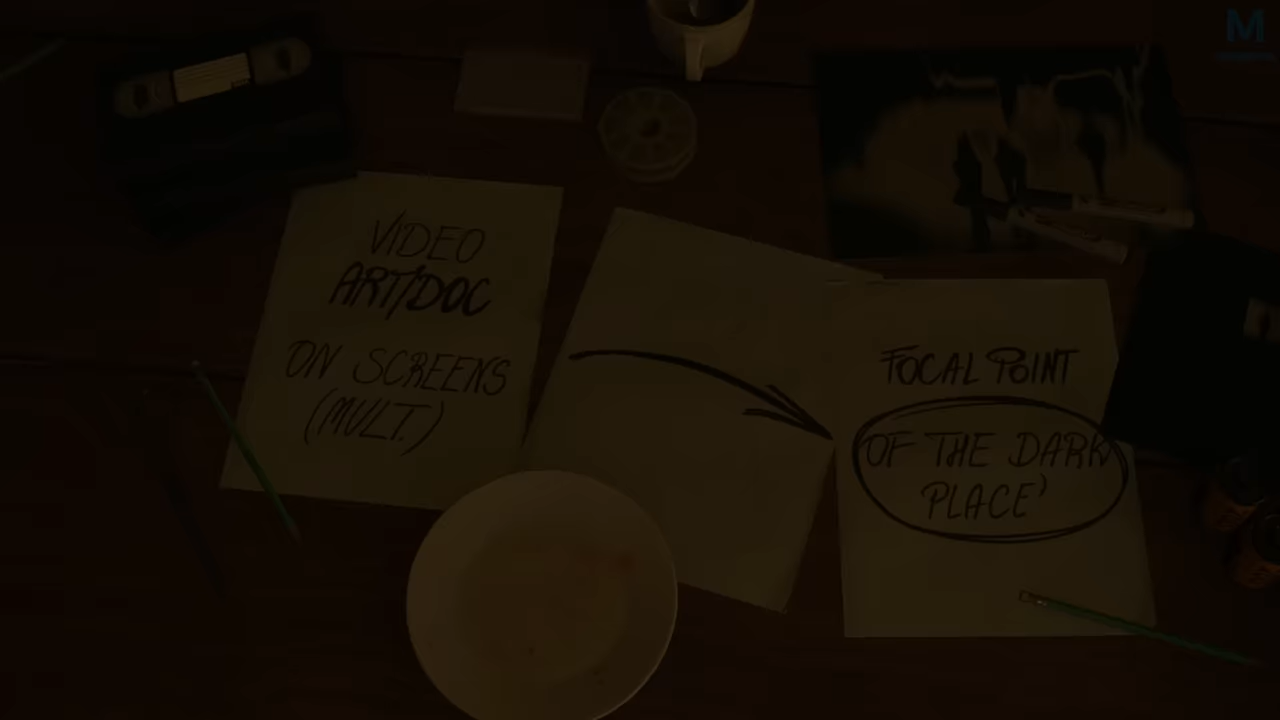 M
VIDEO
ART/DOC
ON SCREENS
(MULT.)
FOCAL POINT
OF THE DARK
PLACE'